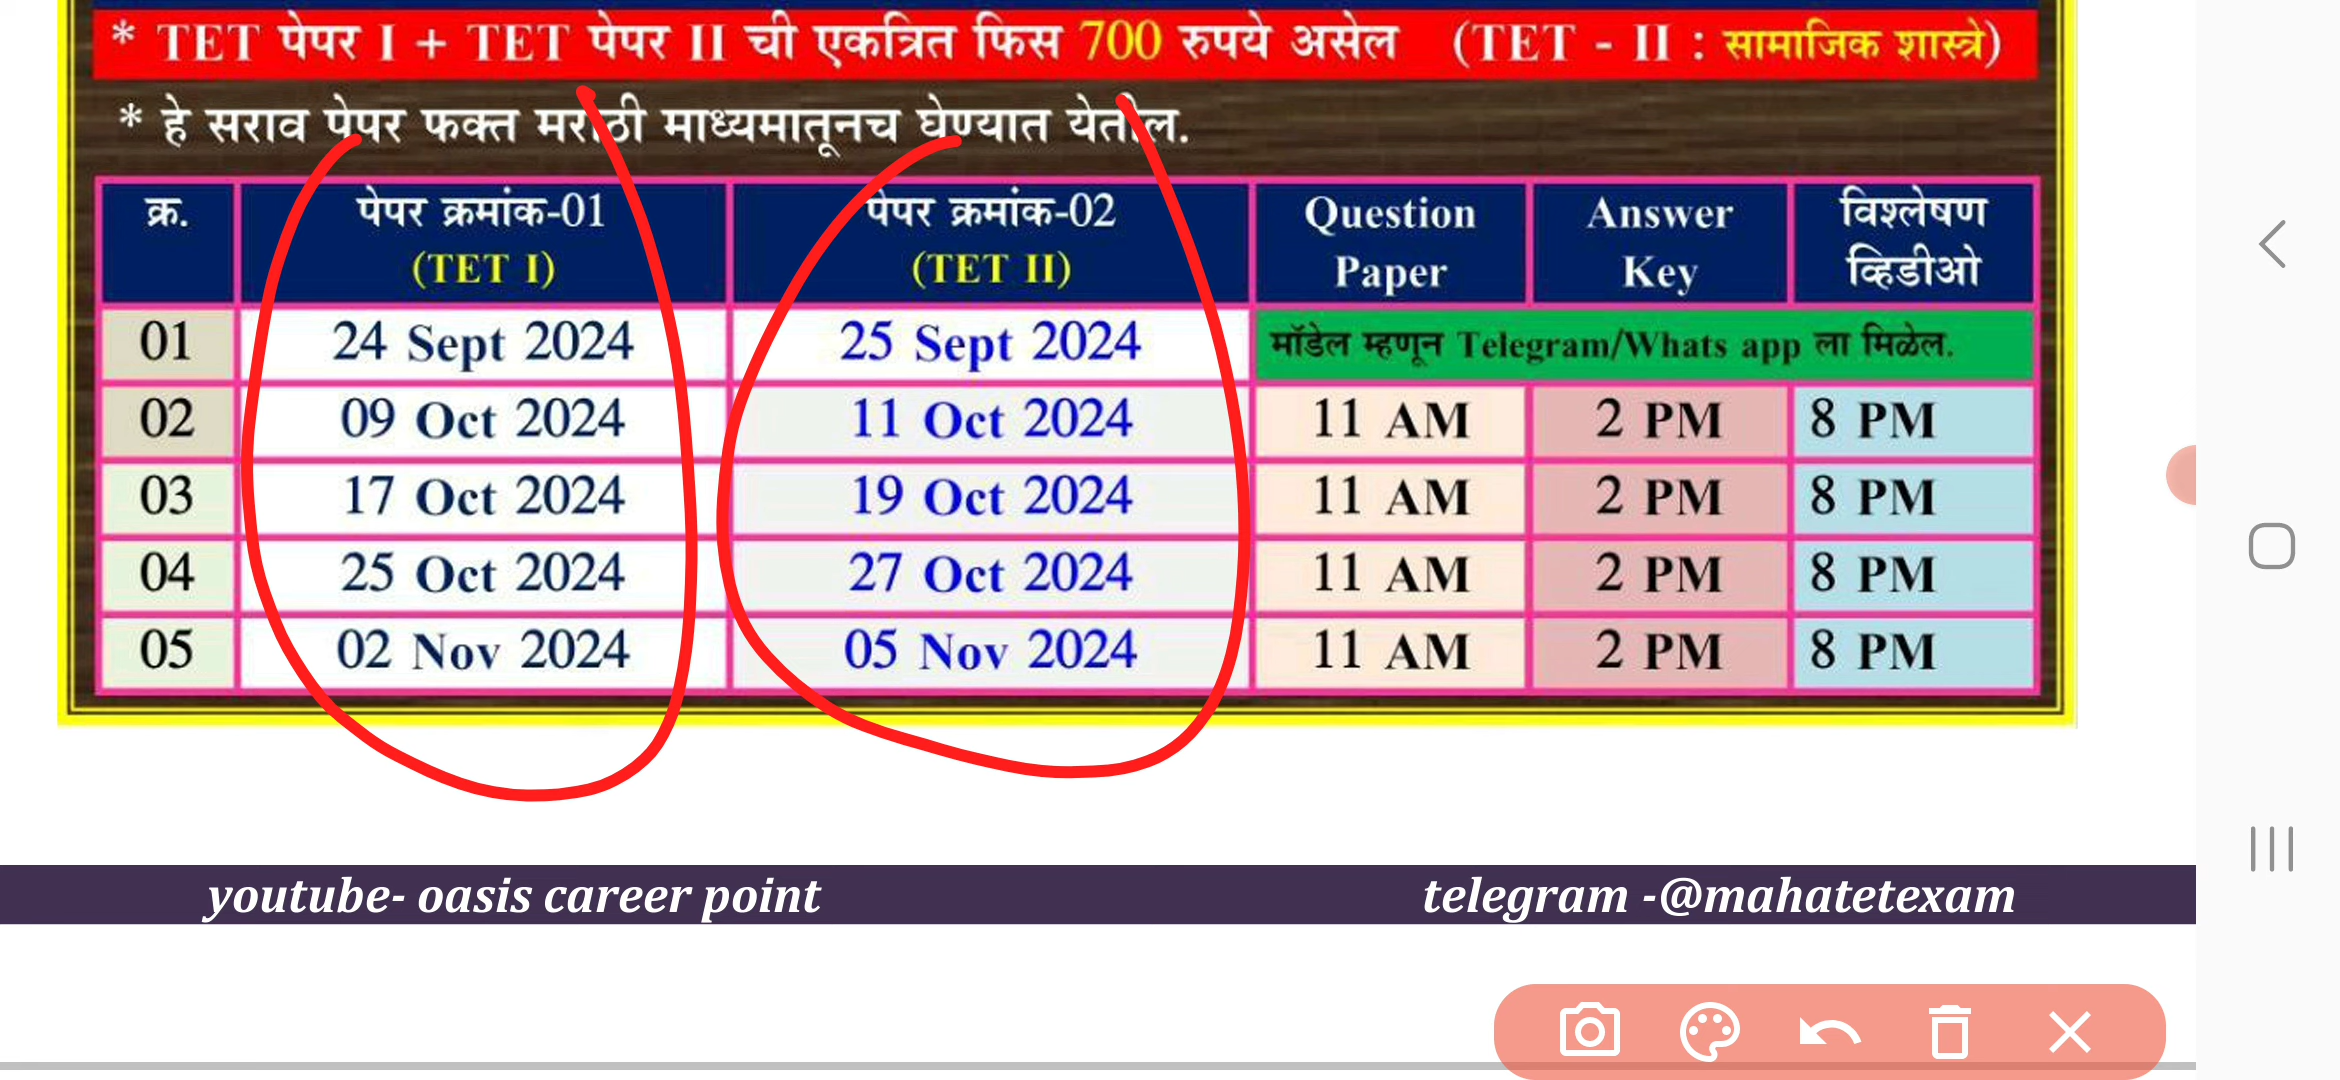 * TET पेपर I + TET पेपर II ची एकत्रित फिस 700 रुपये असेल (TET - II : सामाजिक शास्त्रे)
* हे सराव पेपर फक्त मराठी माध्यमातूनच घेण्यात येतील.
क्र. पेपर क्रमांक-01 (TET I) पेपर क्रमांक-02 (TET II) Question Paper Answer Key विश्लेषण व्हिडीओ
01 24 Sept 2024 25 Sept 2024 मॉडेल म्हणून Telegram/Whats app ला मिळेल.
02 09 Oct 2024 11 Oct 2024 11 AM 2 PM 8 PM
03 17 Oct 2024 19 Oct 2024 11 AM 2 PM 8 PM
04 25 Oct 2024 27 Oct 2024 11 AM 2 PM 8 PM
05 02 Nov 2024 05 Nov 2024 11 AM 2 PM 8 PM
youtube- oasis career point telegram -@mahatetexam